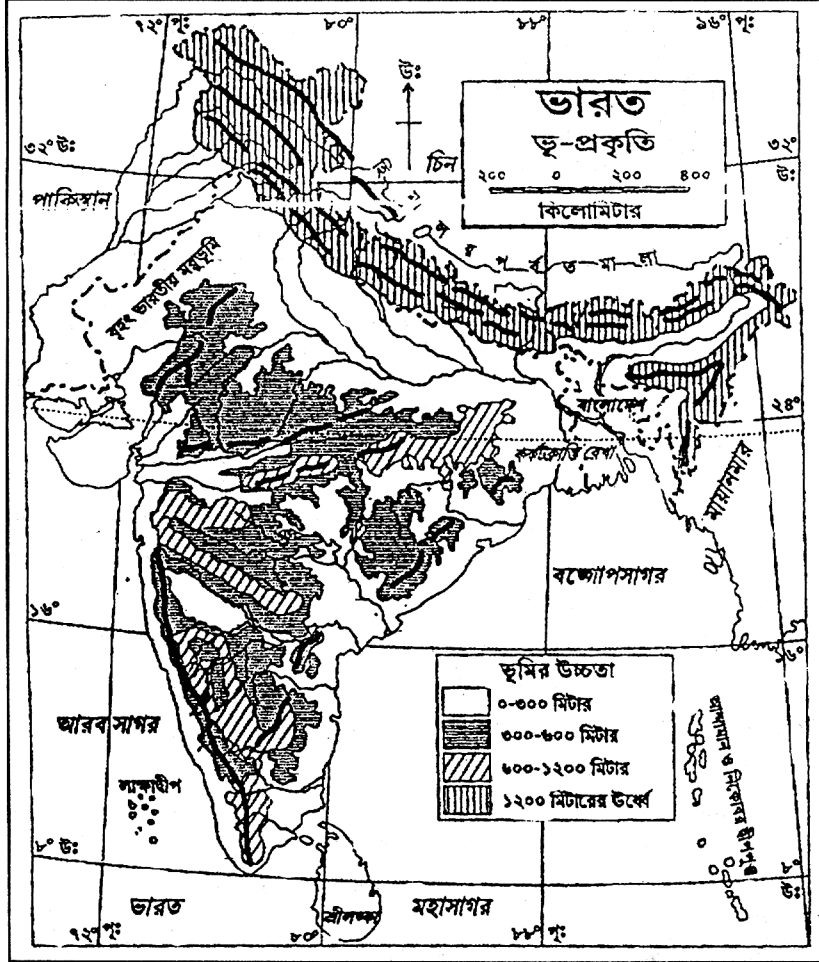 ৭২° পূঃ
৮০°
৮৮°
৯৬° পূঃ
উঃ
ভারত
ভূ-প্রকৃতি
২০০ ০ ২০০ ৪০০
কিলোমিটার
৩২° উঃ
চিন
৩২°
উঃ
পাকিস্তান
প র্ব ত মা লা
বৃহৎ ভারতীয় মরুভূমি
বাংলাদেশ
২৪°
কর্কটক্রান্তি রেখা
মায়ানমার
বঙ্গোপসাগর
১৬°
১৬°
ভূমির উচ্চতা
০-৩০০ মিটার
৩০০-৬০০ মিটার
৬০০-১২০০ মিটার
১২০০ মিটারের ঊর্ধ্বে
আরব সাগর
লাক্ষাদ্বীপ
আন্দামান ও নিকোবর দ্বীপপুঞ্জ
৮° উঃ
৮°
উঃ
ভারত
শ্রীলঙ্কা
মহাসাগর
৭২° পূঃ
৮০°
৮৮° পূঃ